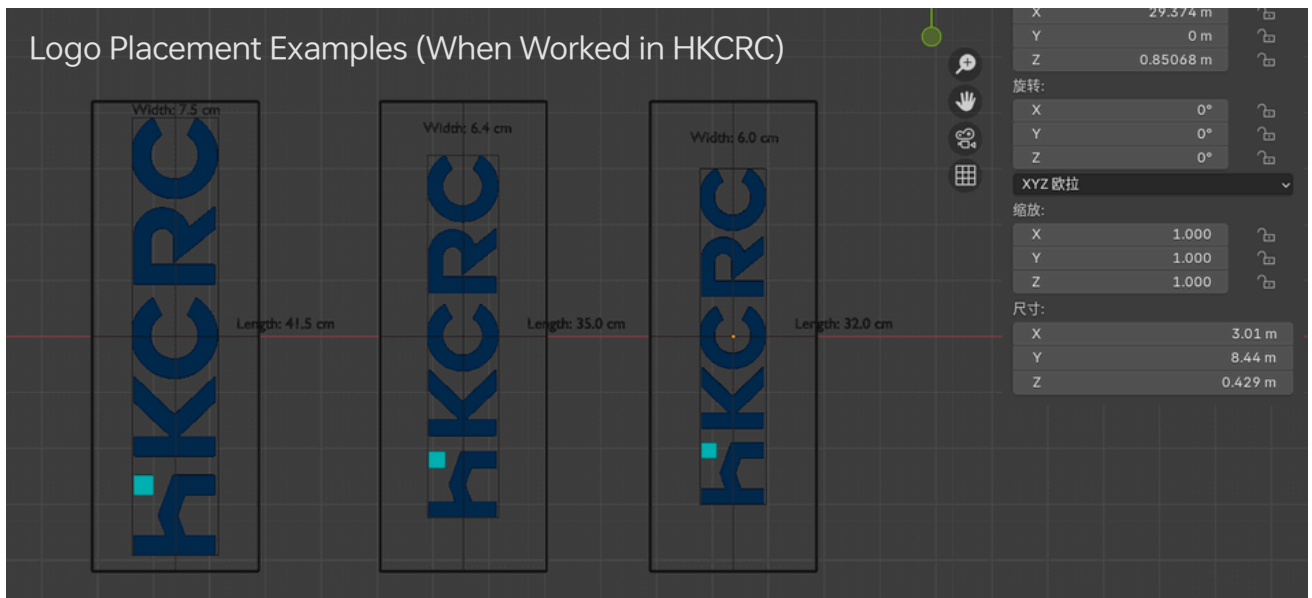 Logo Placement Examples (When Worked in HKCRC)
Width: 7.5 cm
HKCRC
Length: 41.5 cm
Width: 6.4 cm
HKCRC
Length: 35.0 cm
Width: 6.0 cm
HKCRC
Length: 32.0 cm
X 29.374 m
Y 0 m
Z 0.85068 m
旋转:
X 0°
Y 0°
Z 0°
XYZ 欧拉
缩放:
X 1.000
Y 1.000
Z 1.000
尺寸:
X 3.01 m
Y 8.44 m
Z 0.429 m